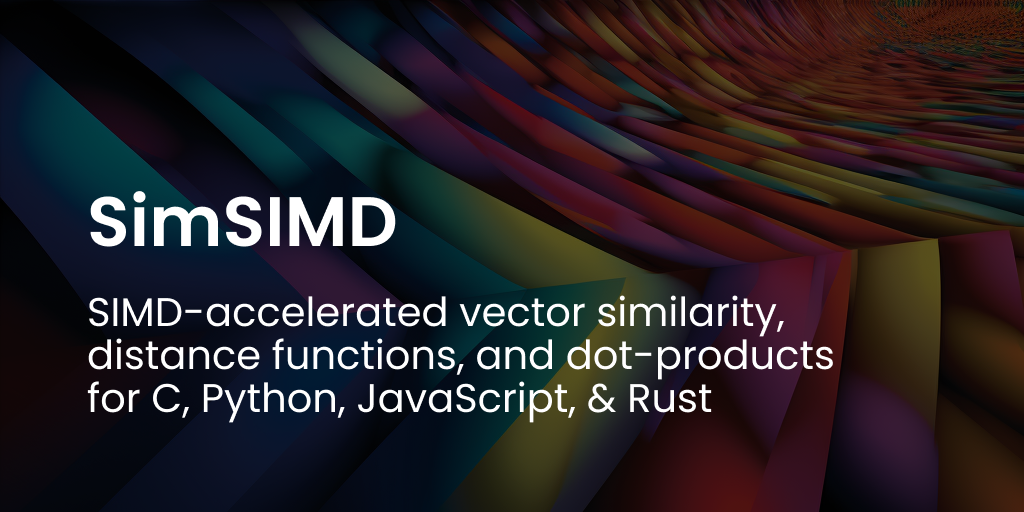 SimSIMD
SIMD-accelerated vector similarity,
distance functions, and dot-products
for C, Python, JavaScript, & Rust